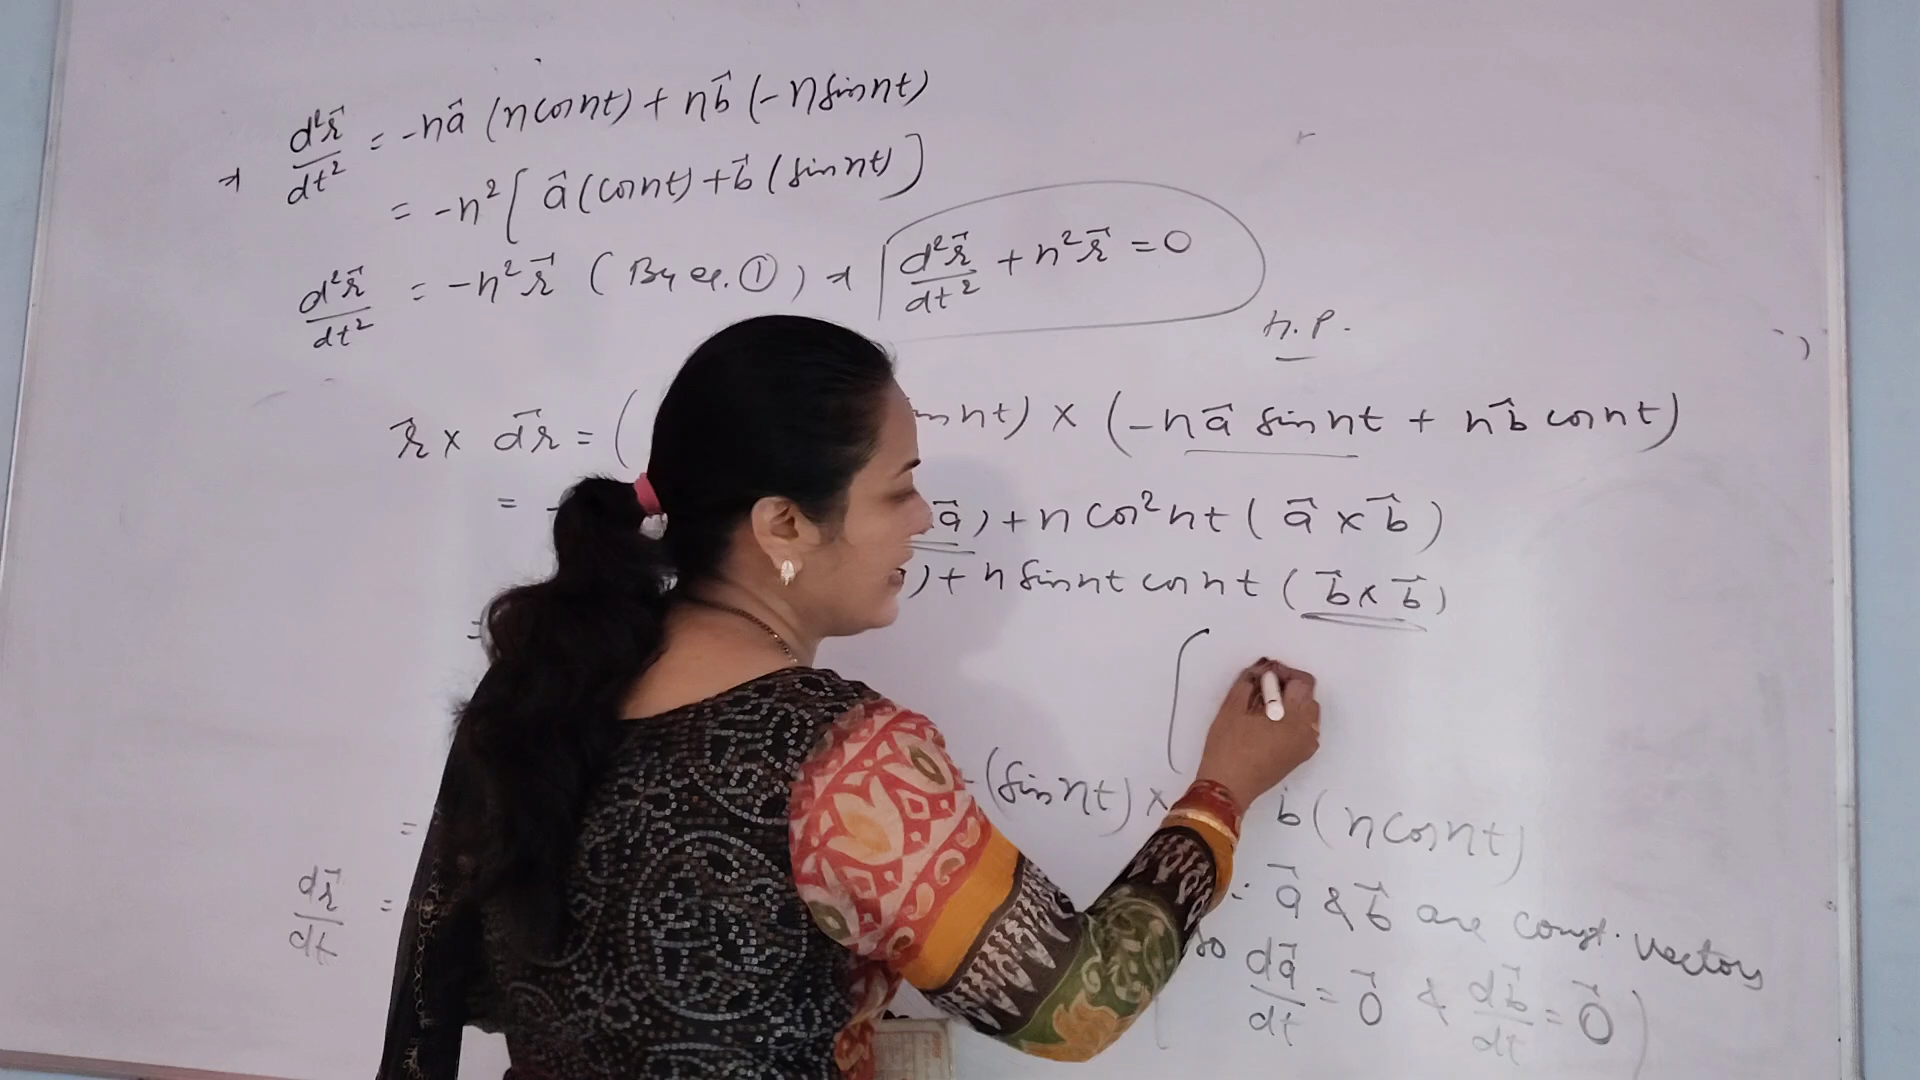 ⇒ d²r⃗/dt² = -na⃗ (n cos nt) + nb⃗ (-n sin nt)
= -n² [ a⃗ (cos nt) + b⃗ (sin nt) ]
d²r⃗/dt² = -n² r⃗ ( By eq. ① ) ⇒ d²r⃗/dt² + n² r⃗ = 0
H.P.
r⃗ × dr⃗ = ( nt) × (-na⃗ sin nt + nb⃗ cos nt)
= a⃗) + n cos² nt ( a⃗ × b⃗ )
) + n sin nt cos nt ( b⃗ × b⃗ )
=
= (sin nt) × b (n cos nt)
∵ a⃗ & b⃗ are const. vectors
dr⃗/dt = so da⃗/dt = 0⃗ & db⃗/dt = 0⃗ )